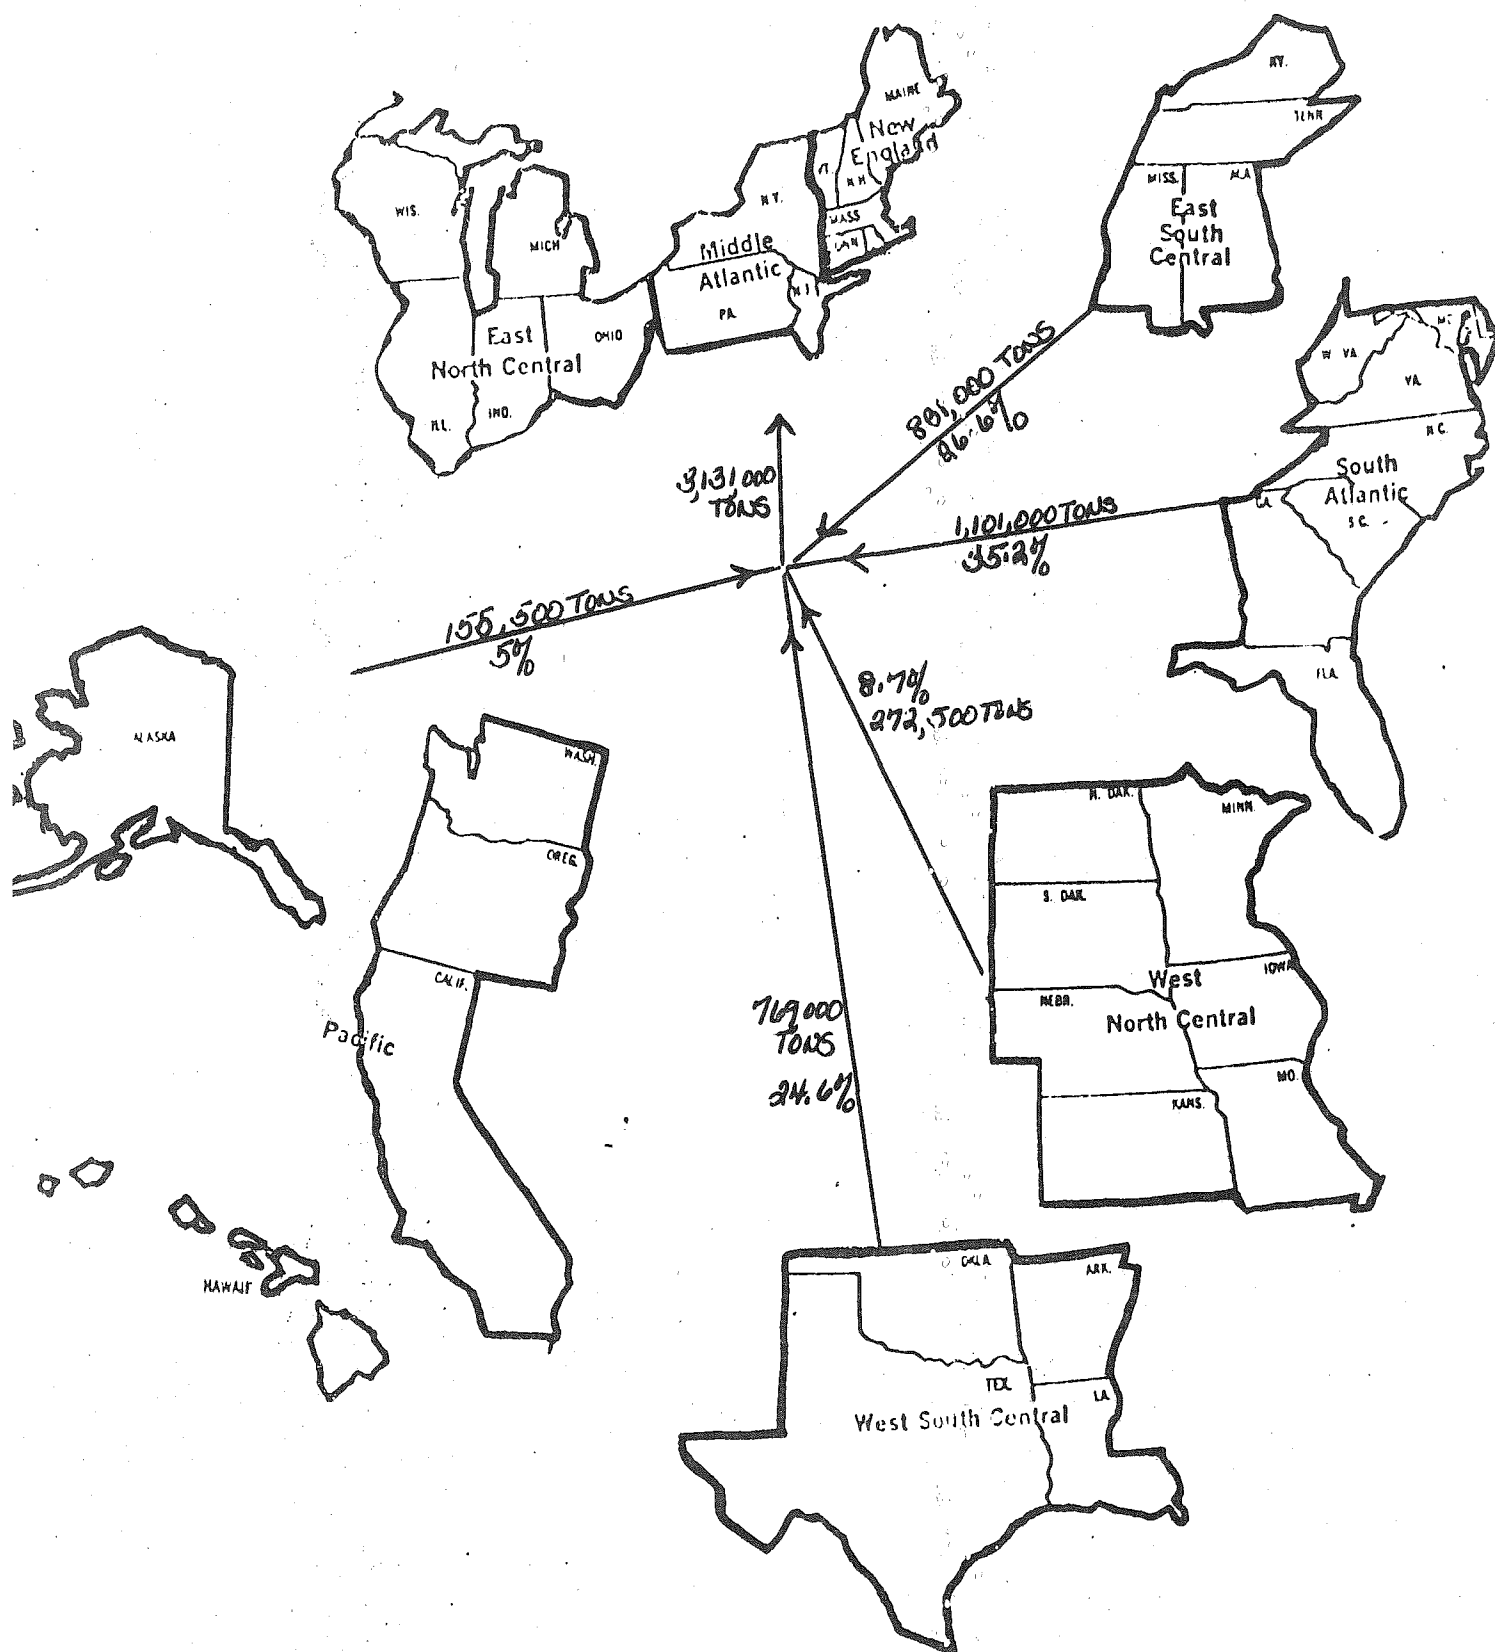 MAINE
New
England
N.H.
MASS
WIS.
MICH
N.Y.
Middle
Atlantic
N.J.
PA.
East
North Central
OHIO
ILL.
IND.
KY.
TENN
MISS.
ALA
East
South
Central
W VA.
VA.
N.C.
South
Atlantic
GA.
S.C.
FLA.
TONS
26.6%
3,131,000
TONS
1,101,000 TONS
35.2%
155,500 TONS
5%
8.7%
272,500 TONS
ALASKA
WASH.
OREG.
CALIF.
Pacific
HAWAII
N. DAK.
MINN.
S. DAK.
West
North Central
IOWA
NEBR.
MO.
KANS.
769,000
TONS
24.6%
OKLA.
ARK.
TEX.
LA.
West South Central